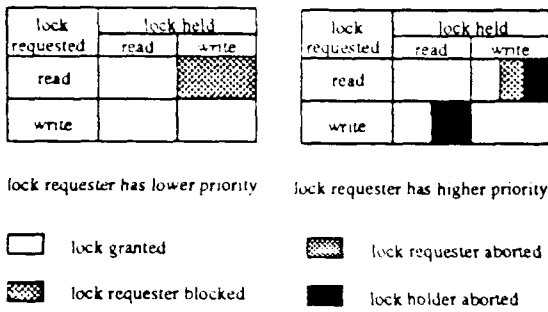 lock requested
lock held
read
write
read
write
lock requester has lower priority
lock granted
lock requester blocked
lock requested
lock held
read
write
read
write
lock requester has higher priority
lock requester aborted
lock holder aborted